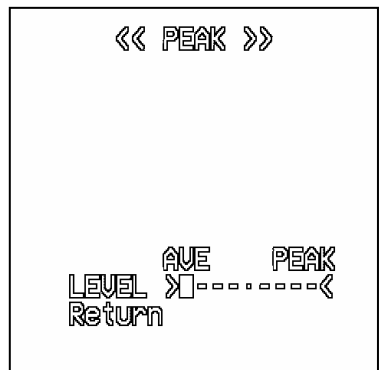 << PEAK >>
AVE PEAK
LEVEL >▯----·----<
Return